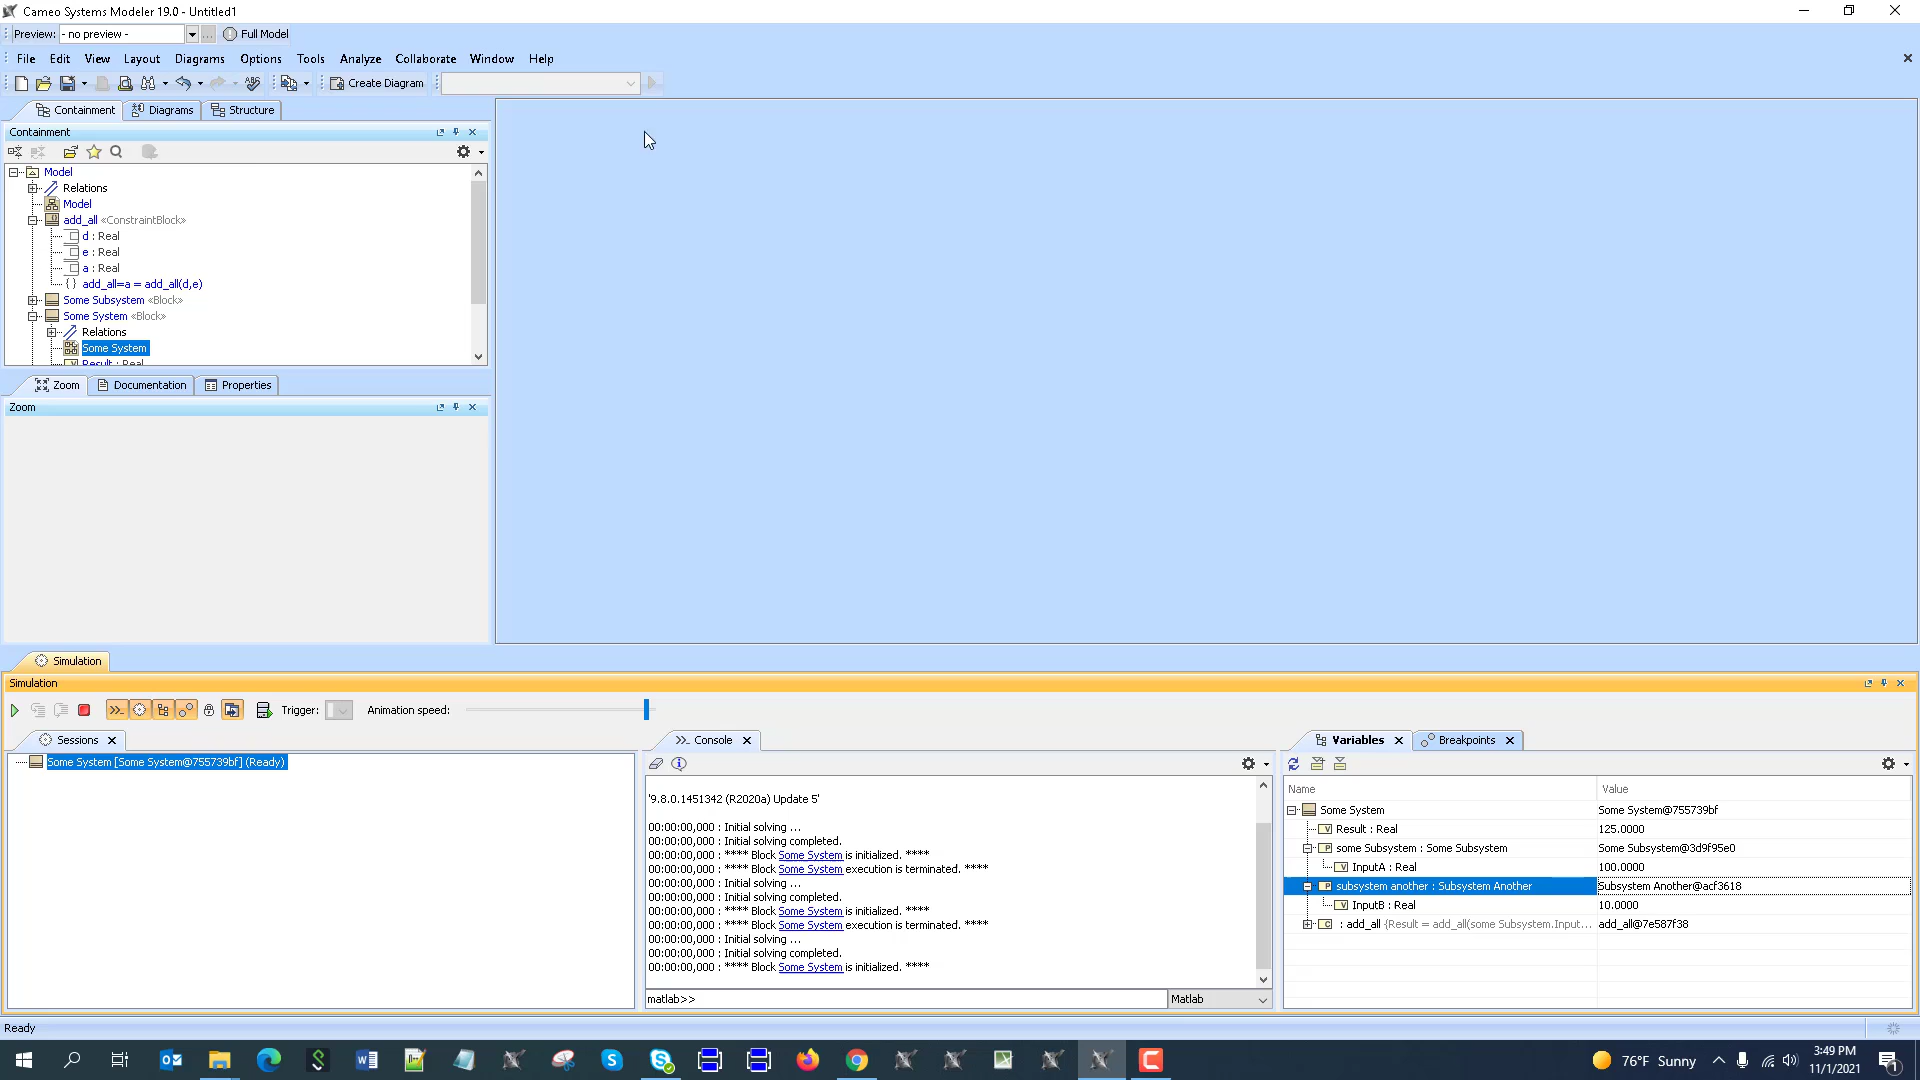 Cameo Systems Modeler 19.0 - Untitled1
Preview: - no preview - ... Full Model
File Edit View Layout Diagrams Options Tools Analyze Collaborate Window Help
Create Diagram
Containment Diagrams Structure
Containment
Model
Relations
Model
add_all «ConstraintBlock»
d : Real
e : Real
a : Real
add_all=a = add_all(d,e)
Some Subsystem «Block»
Some System «Block»
Relations
Some System
Result : Real
Zoom Documentation Properties
Zoom
Simulation
Simulation
Trigger: Animation speed:
Sessions
Some System [Some System@755739bf] (Ready)
Console
'9.8.0.1451342 (R2020a) Update 5'
00:00:00,000 : Initial solving ...
00:00:00,000 : Initial solving completed.
00:00:00,000 : **** Block Some System is initialized. ****
00:00:00,000 : **** Block Some System execution is terminated. ****
00:00:00,000 : Initial solving ...
00:00:00,000 : Initial solving completed.
00:00:00,000 : **** Block Some System is initialized. ****
00:00:00,000 : **** Block Some System execution is terminated. ****
00:00:00,000 : Initial solving ...
00:00:00,000 : Initial solving completed.
00:00:00,000 : **** Block Some System is initialized. ****
matlab>> Matlab
Variables Breakpoints
Name Value
Some System Some System@755739bf
Result : Real 125.0000
some Subsystem : Some Subsystem Some Subsystem@3d9f95e0
InputA : Real 100.0000
subsystem another : Subsystem Another Subsystem Another@acf3618
InputB : Real 10.0000
: add_all {Result = add_all(some Subsystem.Input... add_all@7e587f38
Ready
76°F Sunny
3:49 PM
11/1/2021
1